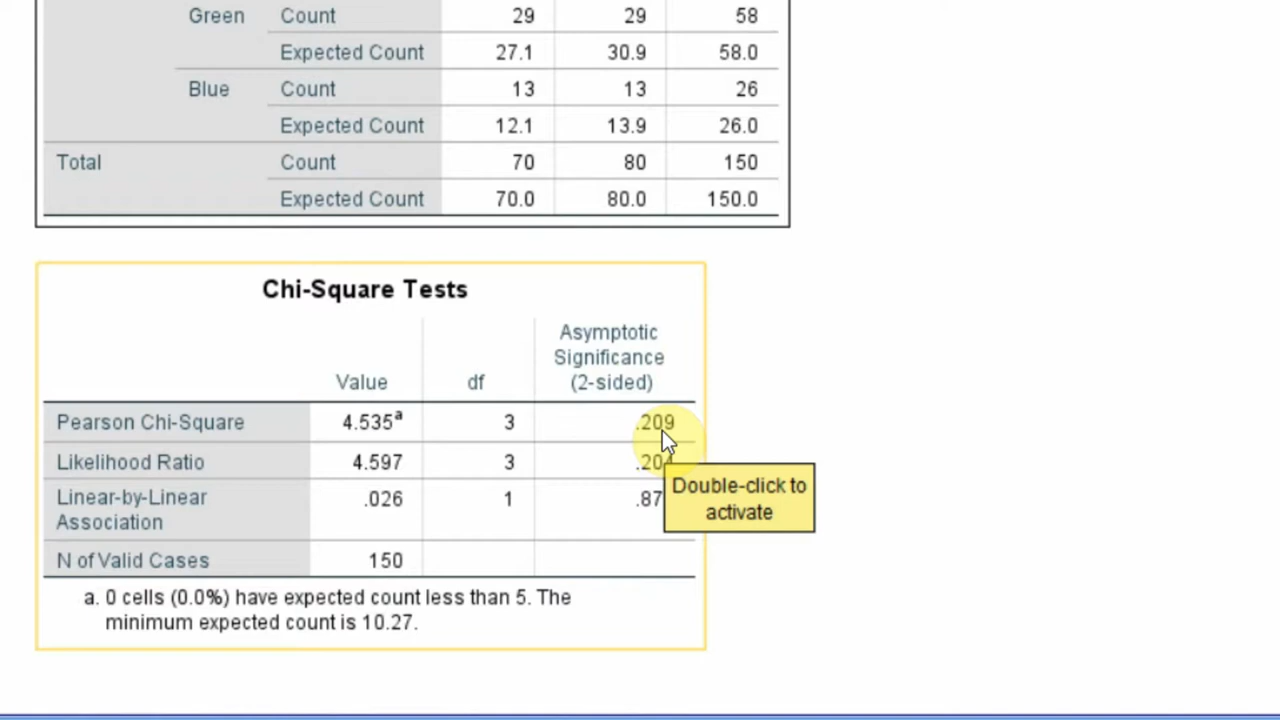 Green Count 29 29 58
Expected Count 27.1 30.9 58.0
Blue Count 13 13 26
Expected Count 12.1 13.9 26.0
Total Count 70 80 150
Expected Count 70.0 80.0 150.0
Chi-Square Tests
Asymptotic
Significance
Value df (2-sided)
Pearson Chi-Square 4.535a 3 .209
Likelihood Ratio 4.597 3 .204
Linear-by-Linear
Association .026 1 .87
N of Valid Cases 150
Double-click to
activate
a. 0 cells (0.0%) have expected count less than 5. The
minimum expected count is 10.27.